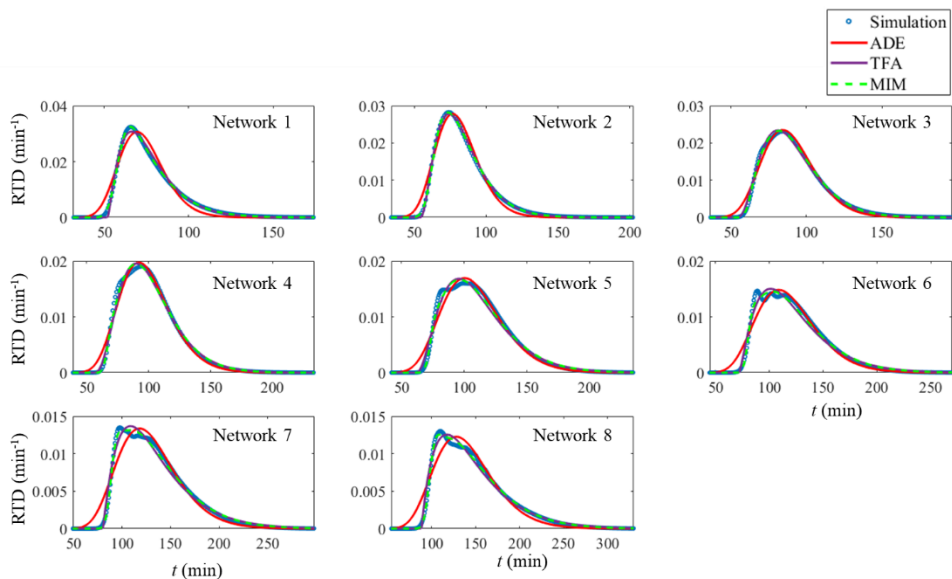 Simulation
ADE
TFA
MIM
0.04
0.02
0
50 100 150
RTD (min-1)
Network 1
0.03
0.02
0.01
0
50 100 150 200
Network 2
0.03
0.02
0.01
0
50 100 150
Network 3
0.02
0.01
0
50 100 150 200
RTD (min-1)
Network 4
0.02
0.01
0
50 100 150 200
Network 5
0.02
0.01
0
50 100 150 200 250
t (min)
Network 6
0.015
0.01
0.005
0
50 100 150 200 250
t (min)
RTD (min-1)
Network 7
0.015
0.01
0.005
0
100 150 200 250 300
t (min)
Network 8